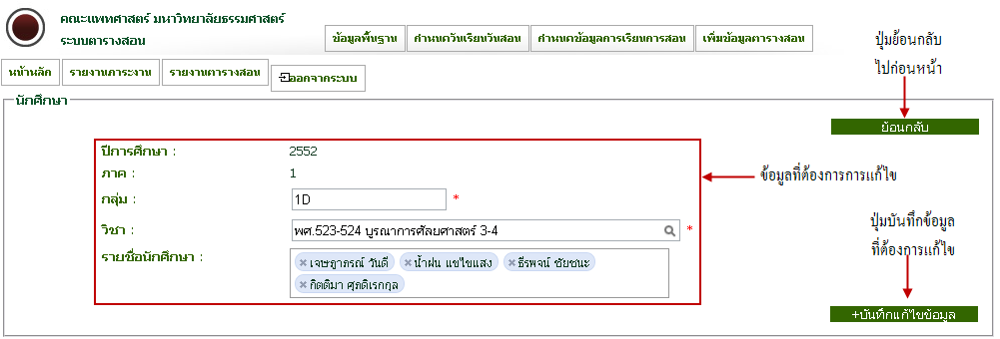 คณะแพทศาสตร์ มหาวิทยาลัยธรรมศาสตร์
ระบบตารางสอน
ข้อมูลพื้นฐาน กำหนดวันเรียนวันสอน กำหนดข้อมูลการเรียนการสอน เพิ่มข้อมูลตารางสอน
หน้าหลัก รายงานภาระงาน รายงานตารางสอน ออกจากระบบ
ปุ่มย้อนกลับ
ไปก่อนหน้า
นักศึกษา
ย้อนกลับ
ปีการศึกษา : 2552
ภาค : 1
ข้อมูลที่ต้องการการแก้ไข
กลุ่ม : 1D *
วิชา : พศ.523-524 บูรณาการศัลยศาสตร์ 3-4 *
ปุ่มบันทึกข้อมูล
ที่ต้องการแก้ไข
รายชื่อนักศึกษา : ×เจษฎาภรณ์ วันดี ×น้ำฝน แขไขแสง ×ธีรพจน์ ชัยชนะ
×กิตติมา ศุภดิเรกกุล
+บันทึกแก้ไขข้อมูล